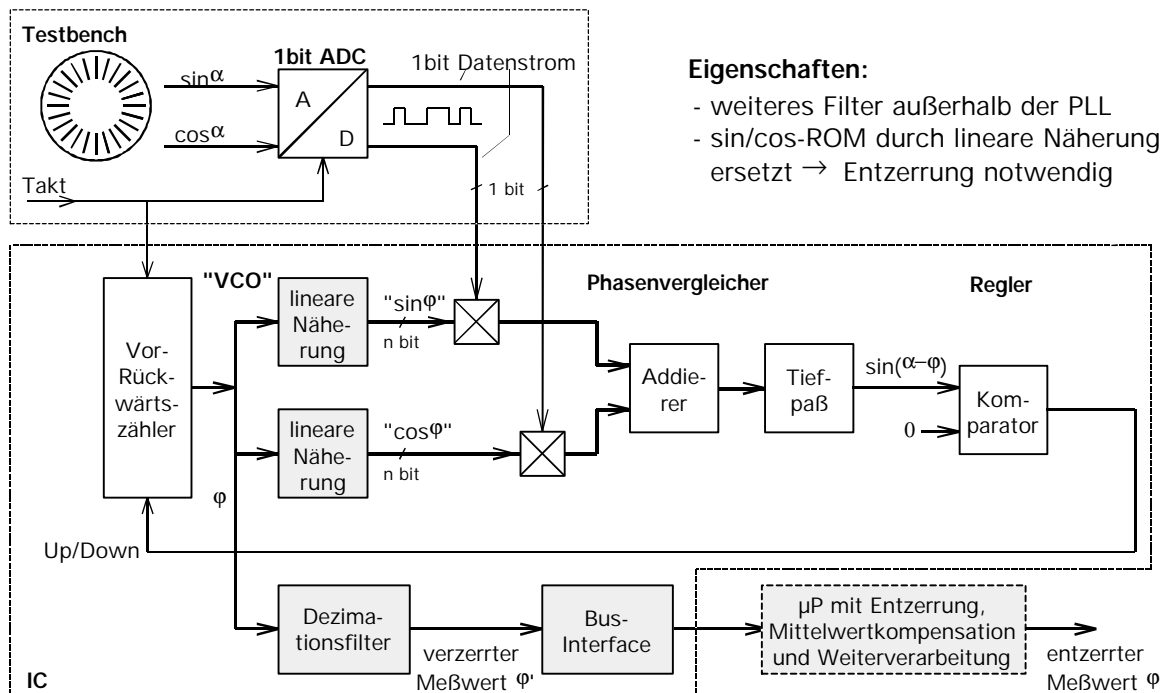 Testbench
1bit ADC
sinα
cosα
A
D
1bit Datenstrom
1 bit
Takt
Eigenschaften:
- weiteres Filter außerhalb der PLL
- sin/cos-ROM durch lineare Näherung
ersetzt → Entzerrung notwendig
"VCO"
Phasenvergleicher
Regler
Vor-
Rück-
wärts-
zähler
lineare
Nähe-
rung
"sinφ"
n bit
lineare
Nähe-
rung
"cosφ"
n bit
φ
Addie-
rer
Tief-
paß
sin(α−φ)
0
Kom-
parator
Up/Down
Dezima-
tionsfilter
verzerrter
Meßwert φ'
Bus-
Interface
µP mit Entzerrung,
Mittelwertkompensation
und Weiterverarbeitung
entzerrter
Meßwert φ
IC